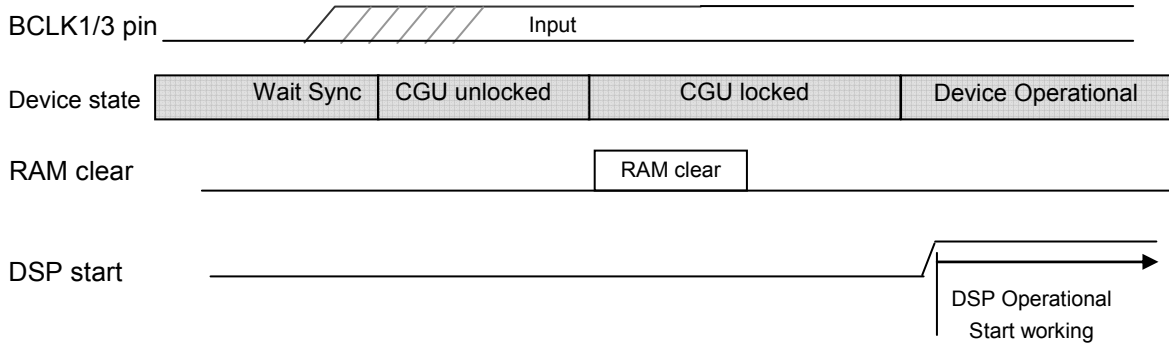 BCLK1/3 pin
Input
Device state
Wait Sync
CGU unlocked
CGU locked
Device Operational
RAM clear
RAM clear
DSP start
DSP Operational
Start working